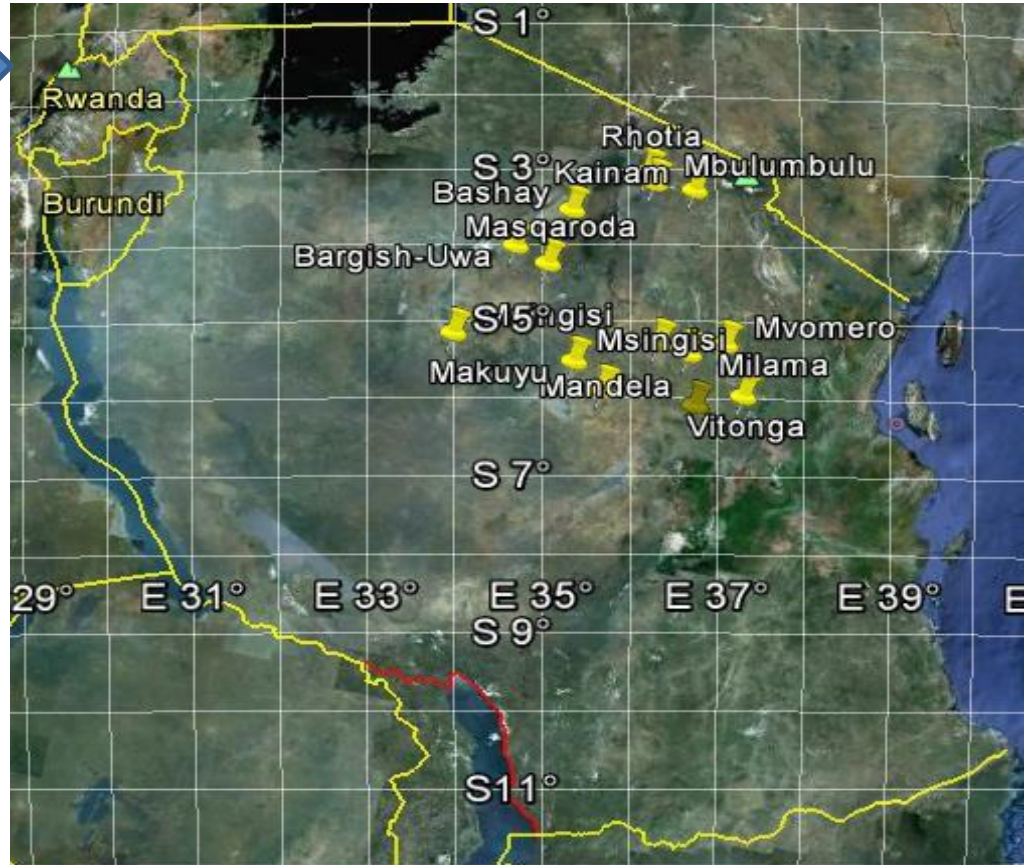 S 1°
Rwanda
Rhotia
S 3°
Kainam
Mbulumbulu
Bashay
Burundi
Masqaroda
Bargish-Uwa
S 5°
Mvomero
Msingisi
Milama
Makuyu
Mandela
Vitonga
S 7°
29°
E 31°
E 33°
E 35°
E 37°
E 39°
E
S 9°
S11°